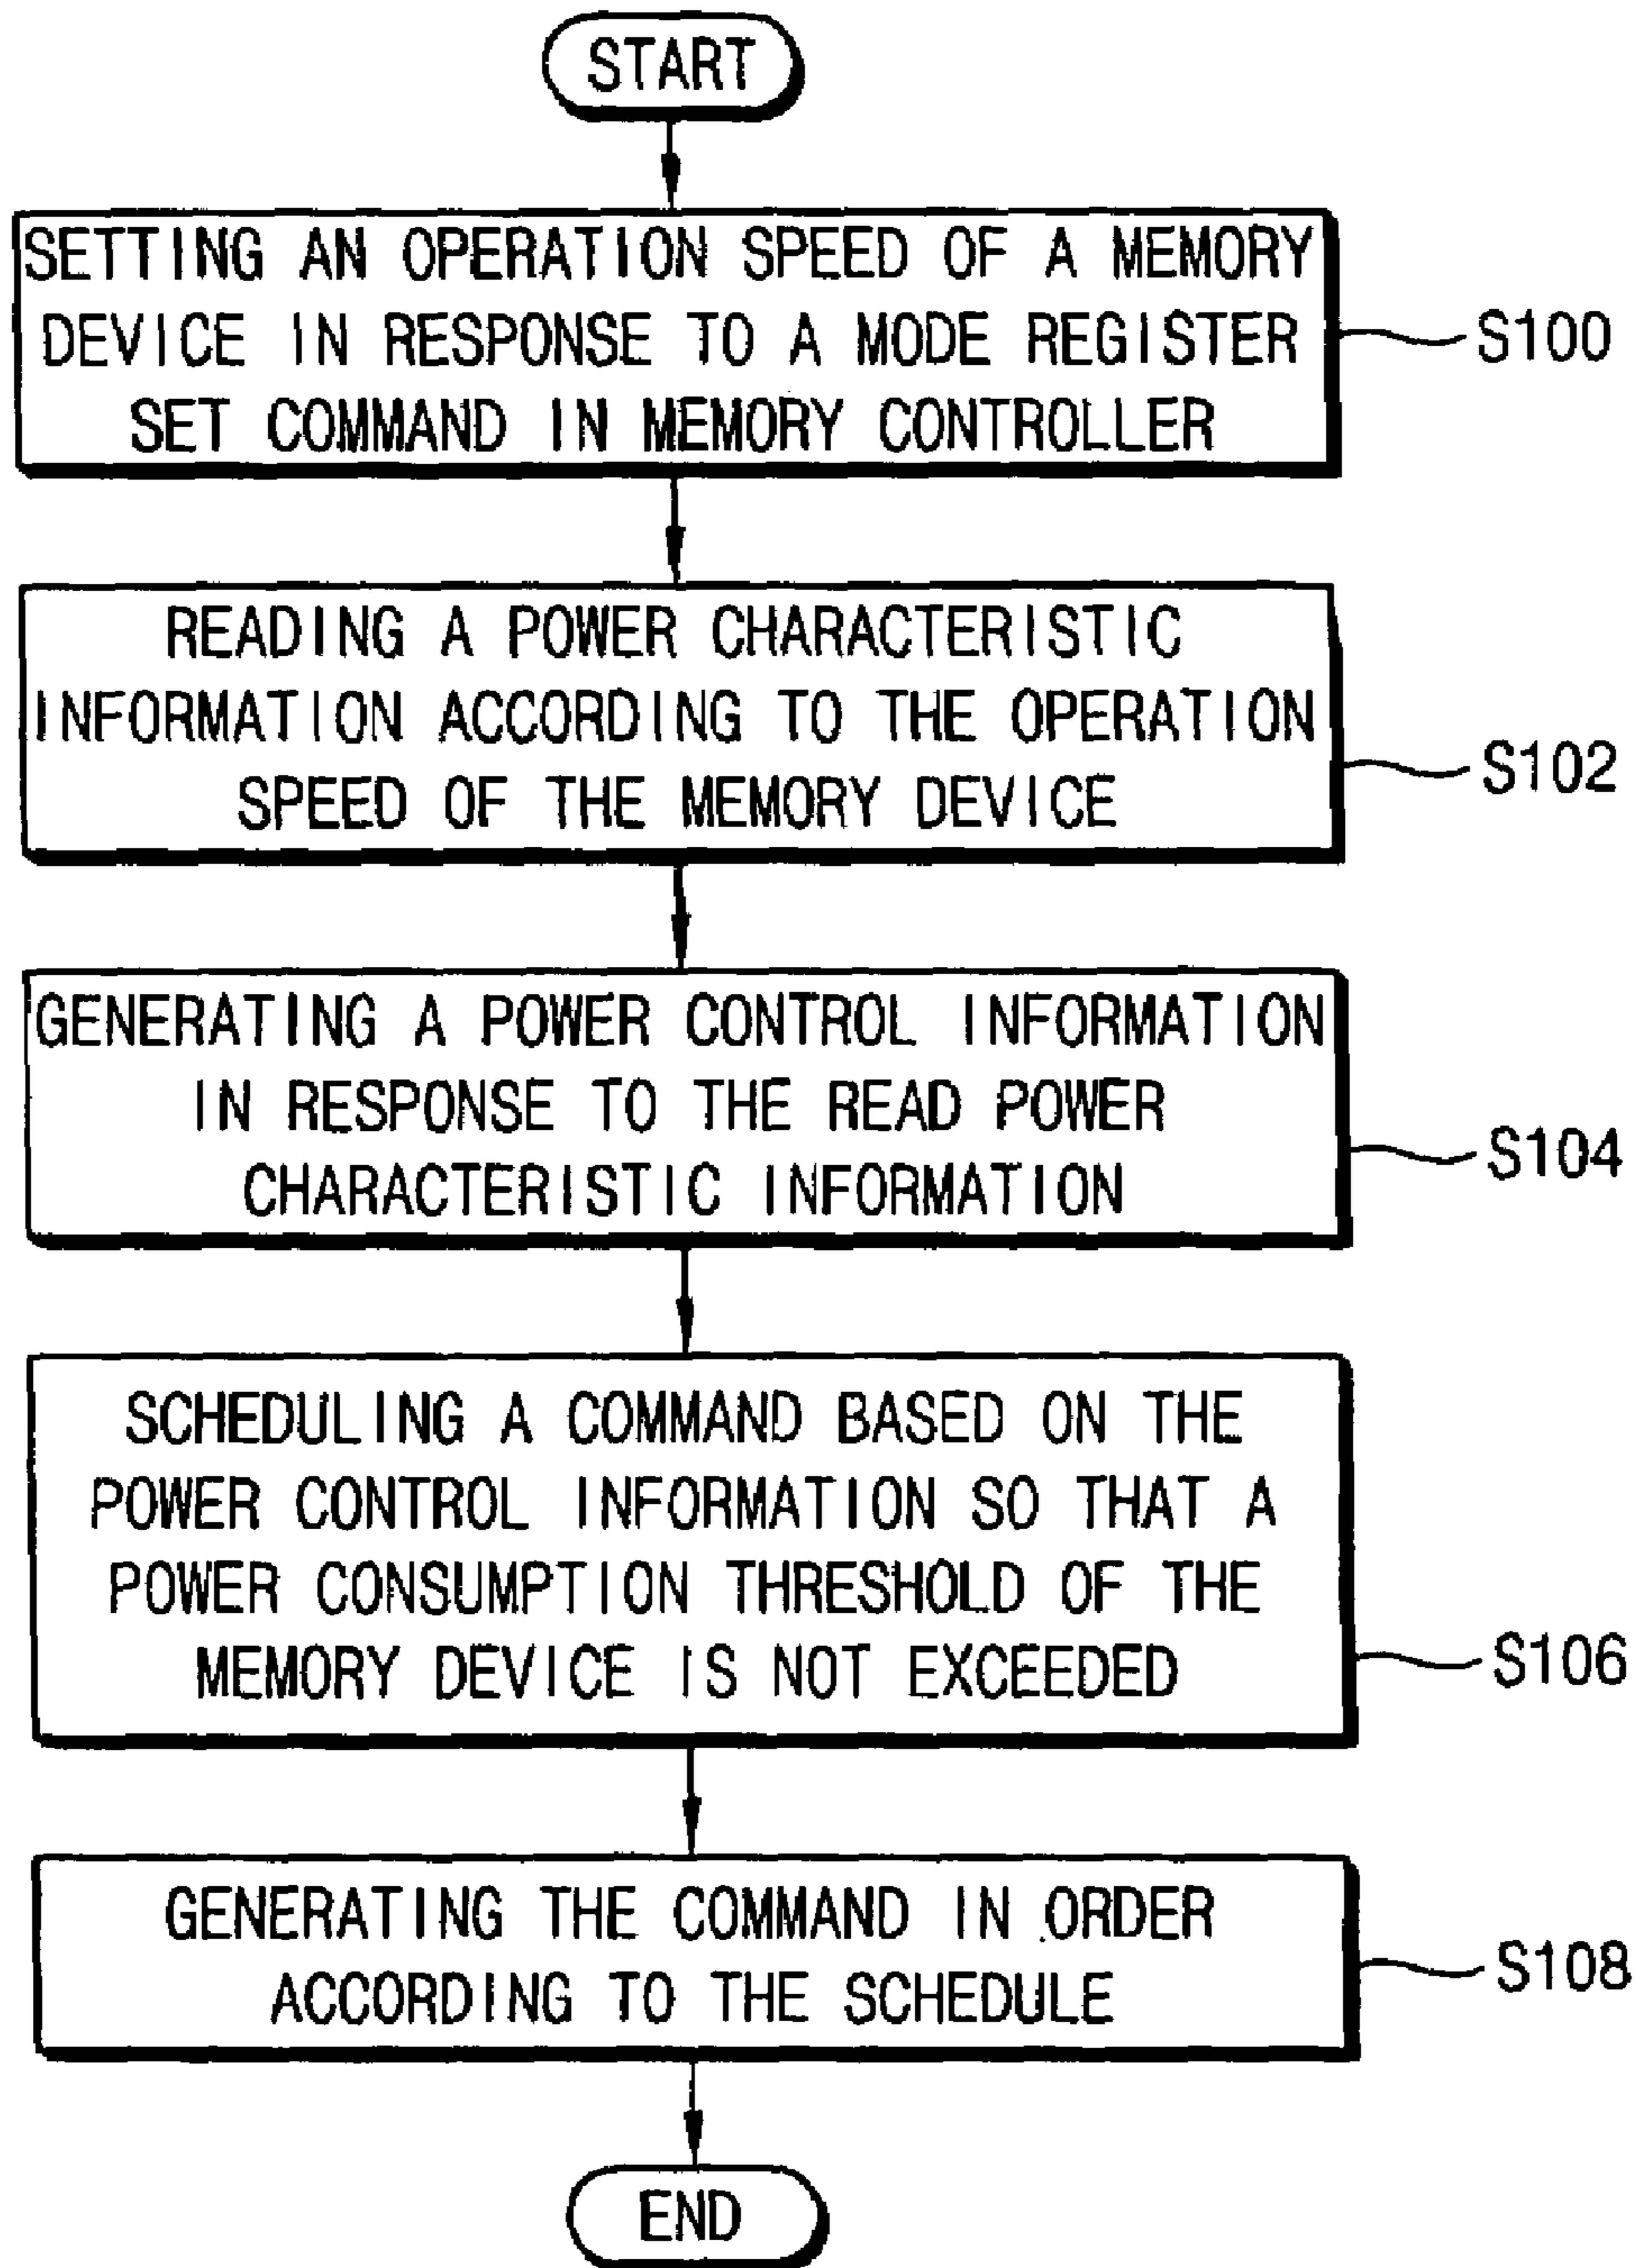 START
SETTING AN OPERATION SPEED OF A MEMORY
DEVICE IN RESPONSE TO A MODE REGISTER
SET COMMAND IN MEMORY CONTROLLER
S100
READING A POWER CHARACTERISTIC
INFORMATION ACCORDING TO THE OPERATION
SPEED OF THE MEMORY DEVICE
S102
GENERATING A POWER CONTROL INFORMATION
IN RESPONSE TO THE READ POWER
CHARACTERISTIC INFORMATION
S104
SCHEDULING A COMMAND BASED ON THE
POWER CONTROL INFORMATION SO THAT A
POWER CONSUMPTION THRESHOLD OF THE
MEMORY DEVICE IS NOT EXCEEDED
S106
GENERATING THE COMMAND IN ORDER
ACCORDING TO THE SCHEDULE
S108
END